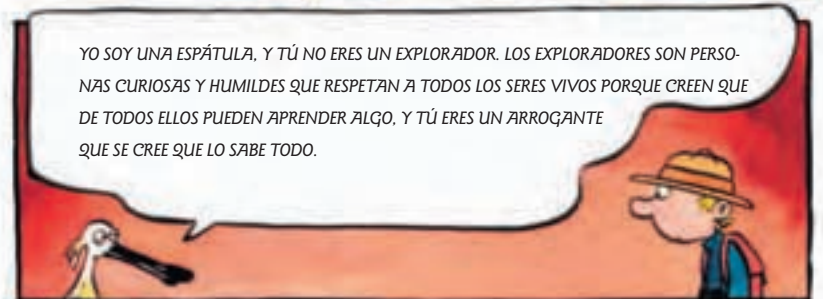 YO SOY UNA ESPÁTULA, Y TÚ NO ERES UN EXPLORADOR. LOS EXPLORADORES SON PERSO-
NAS CURIOSAS Y HUMILDES QUE RESPETAN A TODOS LOS SERES VIVOS PORQUE CREEN QUE
DE TODOS ELLOS PUEDEN APRENDER ALGO, Y TÚ ERES UN ARROGANTE
QUE SE CREE QUE LO SABE TODO.